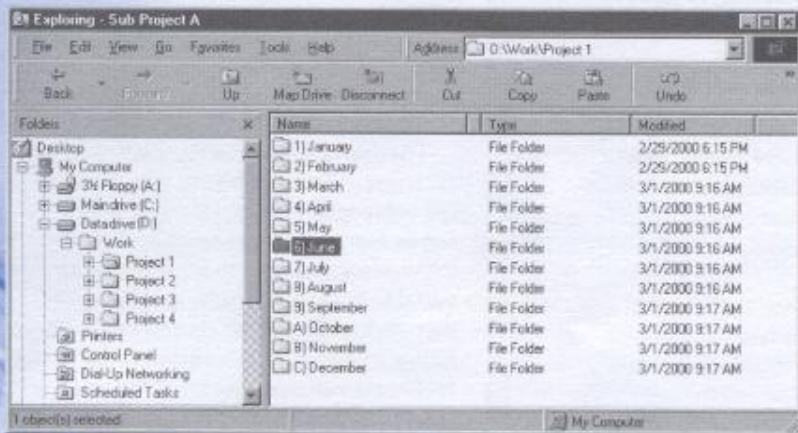 Exploring - Sub Project A
File Edit View Go Favorites Tools Help Address D:\Work\Project 1
Back Forward Up Map Drive Disconnect Cut Copy Paste Undo
Folders × Name Type Modified
Desktop 1) January File Folder 2/29/2000 6:15 PM
My Computer 2) February File Folder 2/29/2000 6:15 PM
3½ Floppy (A:) 3) March File Folder 3/1/2000 9:16 AM
Maindrive (C:) 4) April File Folder 3/1/2000 9:16 AM
Datadrive (D:) 5) May File Folder 3/1/2000 9:16 AM
Work 6) June File Folder 3/1/2000 9:16 AM
Project 1 7) July File Folder 3/1/2000 9:16 AM
Project 2 8) August File Folder 3/1/2000 9:16 AM
Project 3 9) September File Folder 3/1/2000 9:17 AM
Project 4 A) October File Folder 3/1/2000 9:17 AM
Printers B) November File Folder 3/1/2000 9:17 AM
Control Panel C) December File Folder 3/1/2000 9:17 AM
Dial-Up Networking
Scheduled Tasks
1 object(s) selected My Computer